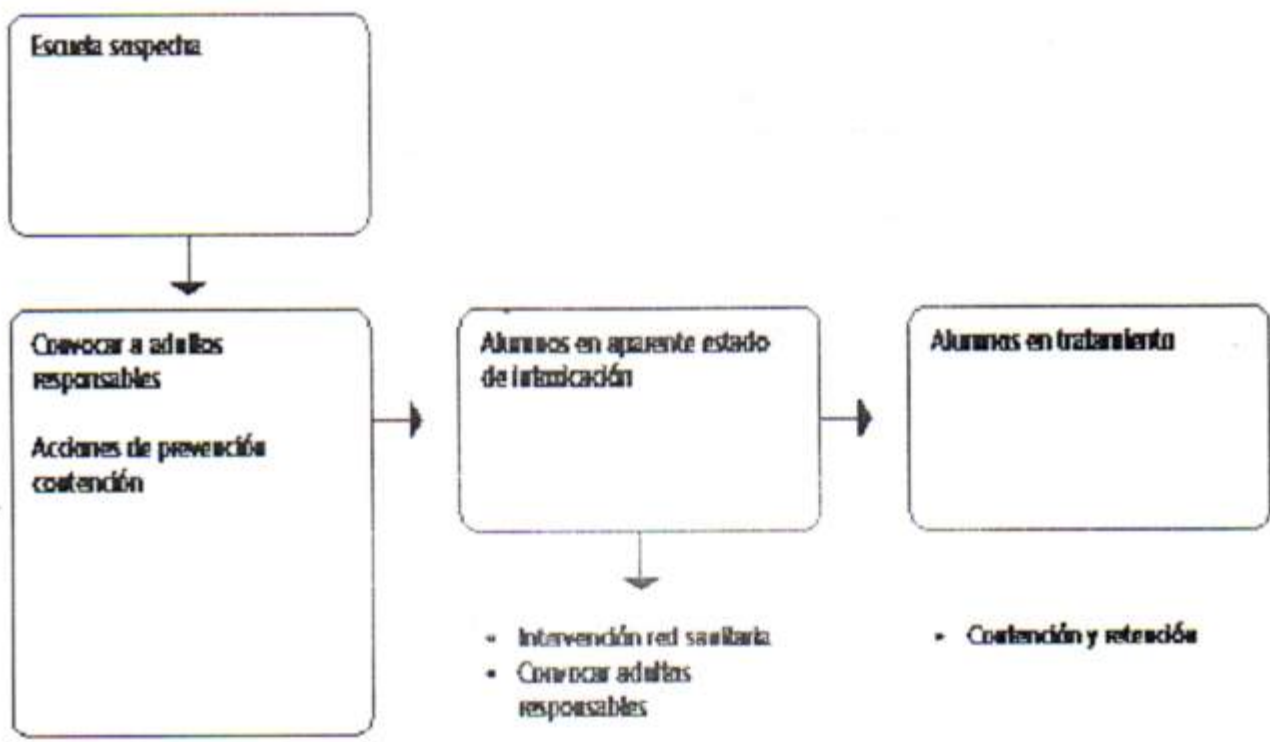 Escuela sospecha
Convocar a adultos
responsables
Acciones de prevención
contención
Alumnos en aparente estado
de intoxicación
Alumnos en tratamiento
• Intervención red sanitaria
• Convocar adultos
responsables
• Contención y retención